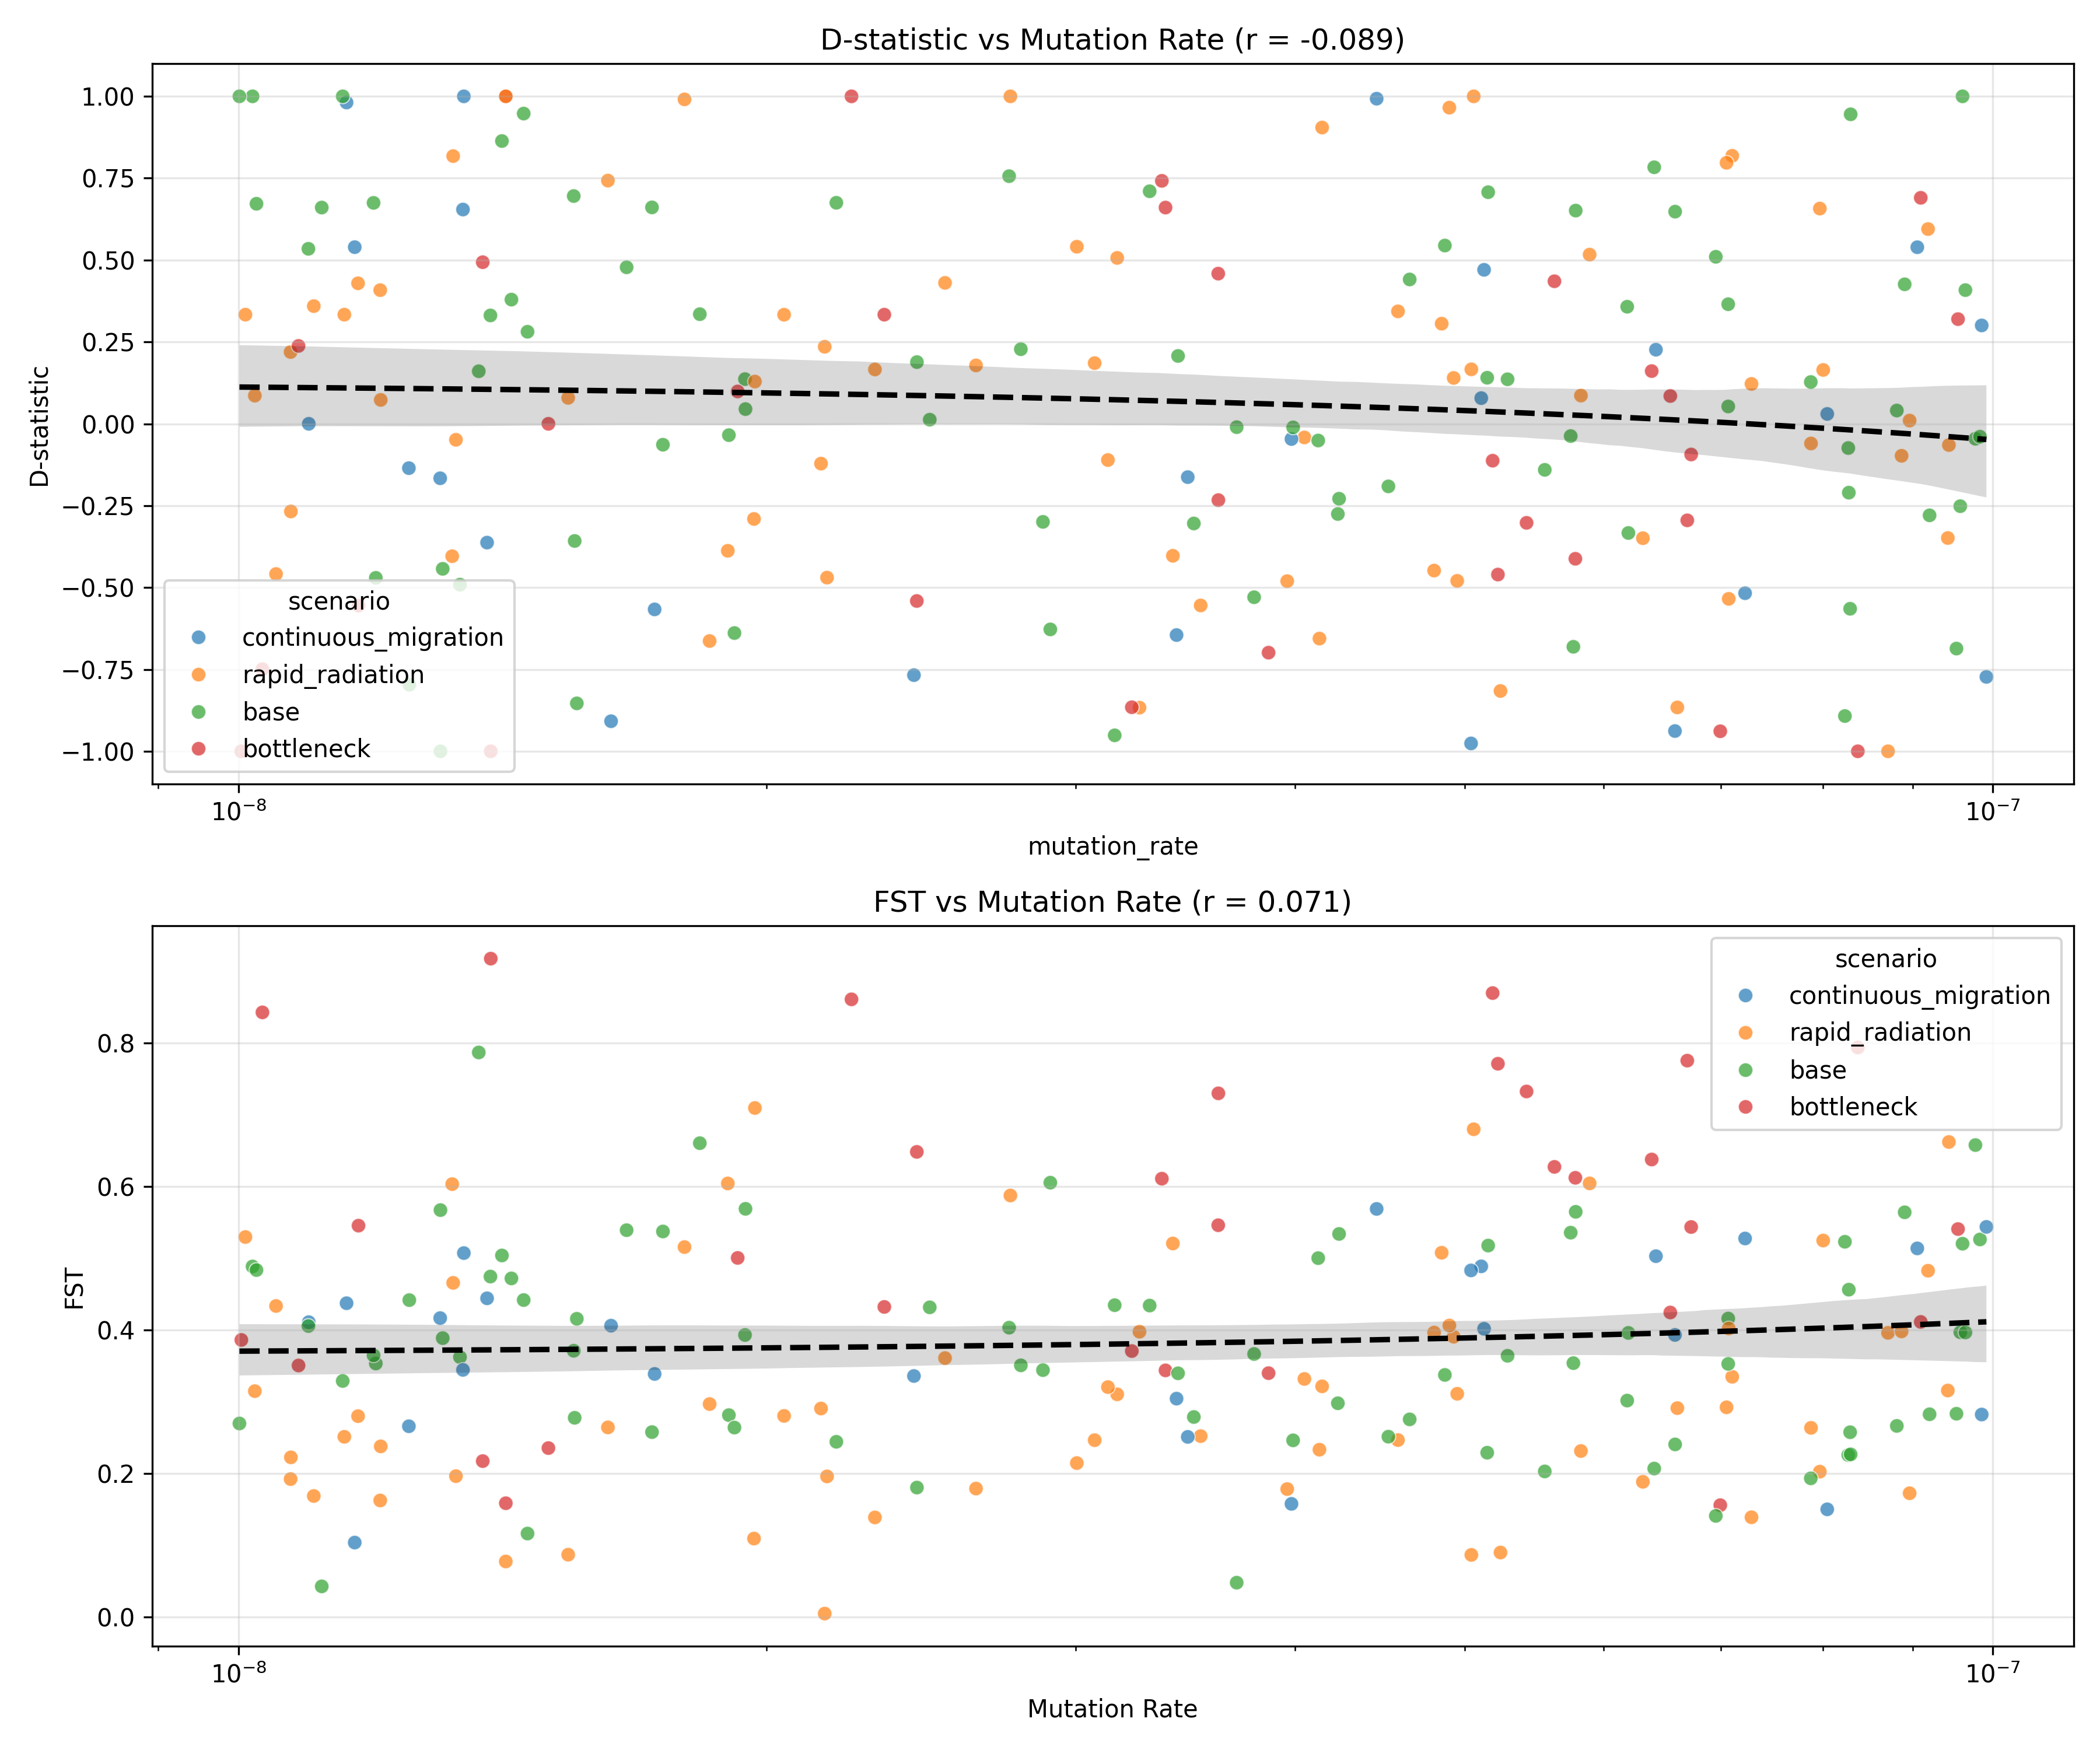 D-statistic vs Mutation Rate (r = -0.089)
1.00
0.75
0.50
0.25
0.00
−0.25
−0.50
−0.75
−1.00
D-statistic
scenario
continuous_migration
rapid_radiation
base
bottleneck
10⁻⁸
10⁻⁷
mutation_rate
FST vs Mutation Rate (r = 0.071)
0.8
0.6
0.4
0.2
0.0
FST
scenario
continuous_migration
rapid_radiation
base
bottleneck
10⁻⁸
10⁻⁷
Mutation Rate